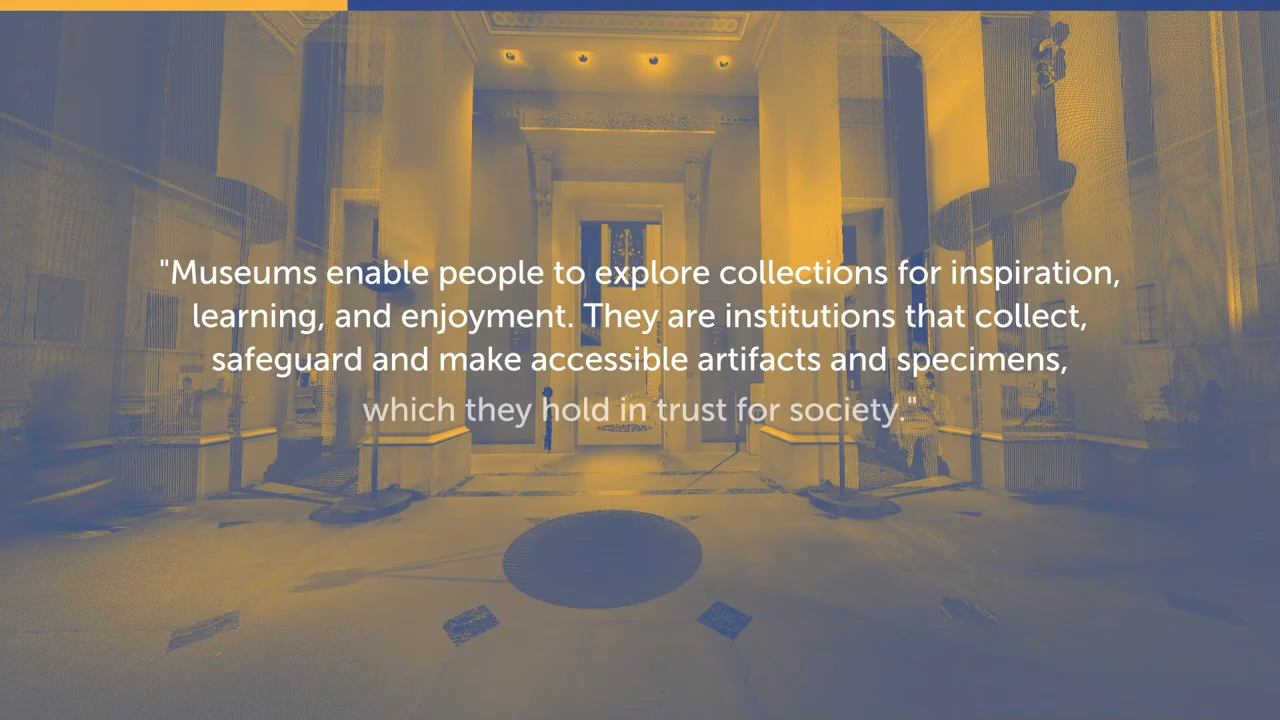 "Museums enable people to explore collections for inspiration,
learning, and enjoyment. They are institutions that collect,
safeguard and make accessible artifacts and specimens,
which they hold in trust for society."